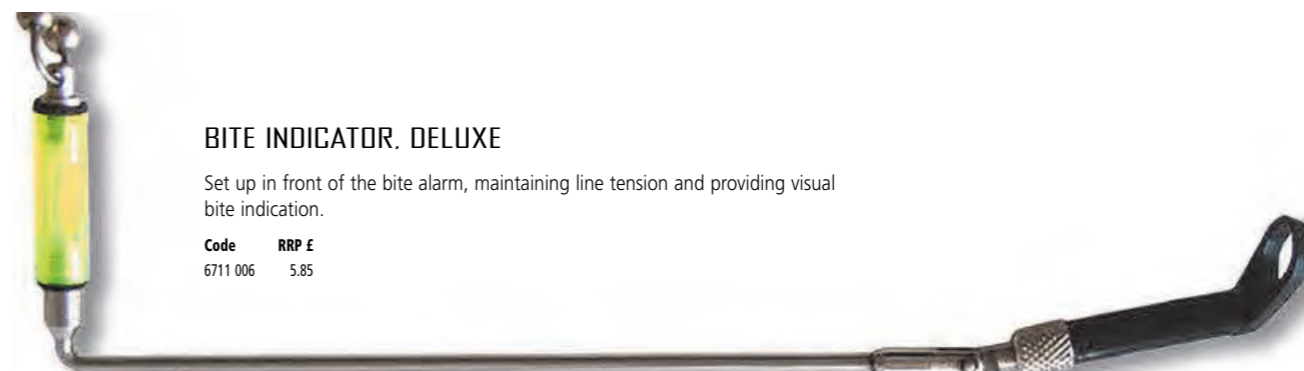 BITE INDICATOR, DELUXE
Set up in front of the bite alarm, maintaining line tension and providing visual
bite indication.
Code RRP £
6711 006 5.85